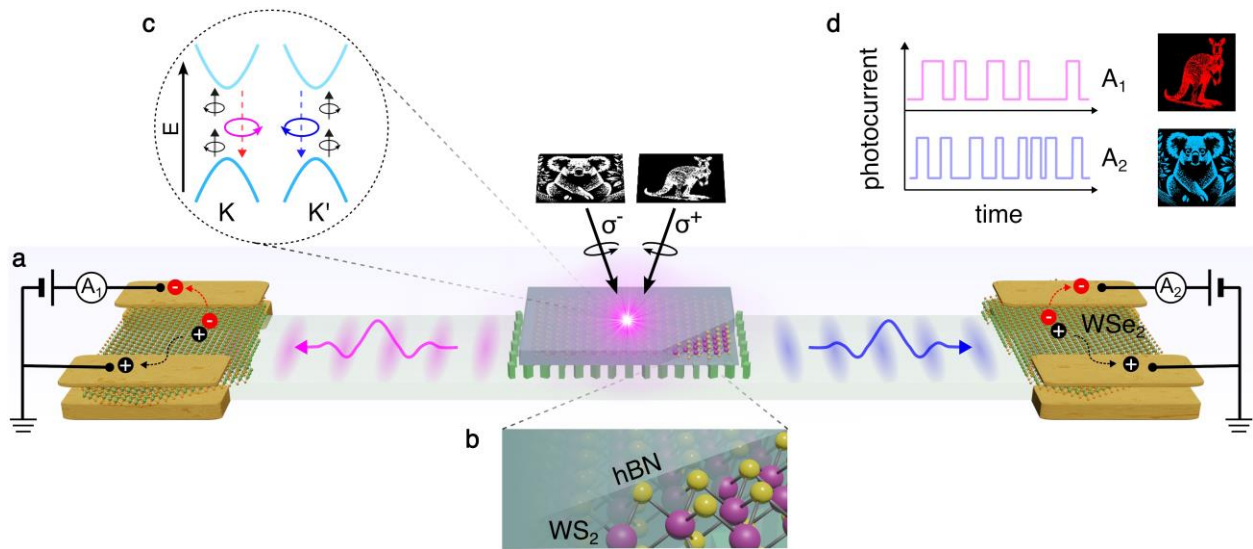 c
E
K
K'
σ⁻
σ⁺
d
photocurrent
A₁
A₂
time
a
A₁
-
-
+
+
A₂
-
-
+
+
WSe₂
b
hBN
WS₂